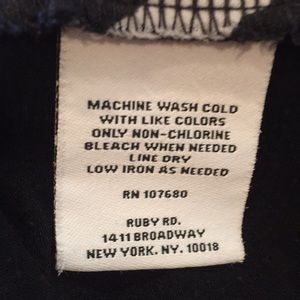 MACHINE WASH COLD
WITH LIKE COLORS
ONLY NON-CHLORINE
BLEACH WHEN NEEDED
LINE DRY
LOW IRON AS NEEDED
RN 107680
RUBY RD.
1411 BROADWAY
NEW YORK. NY. 10018